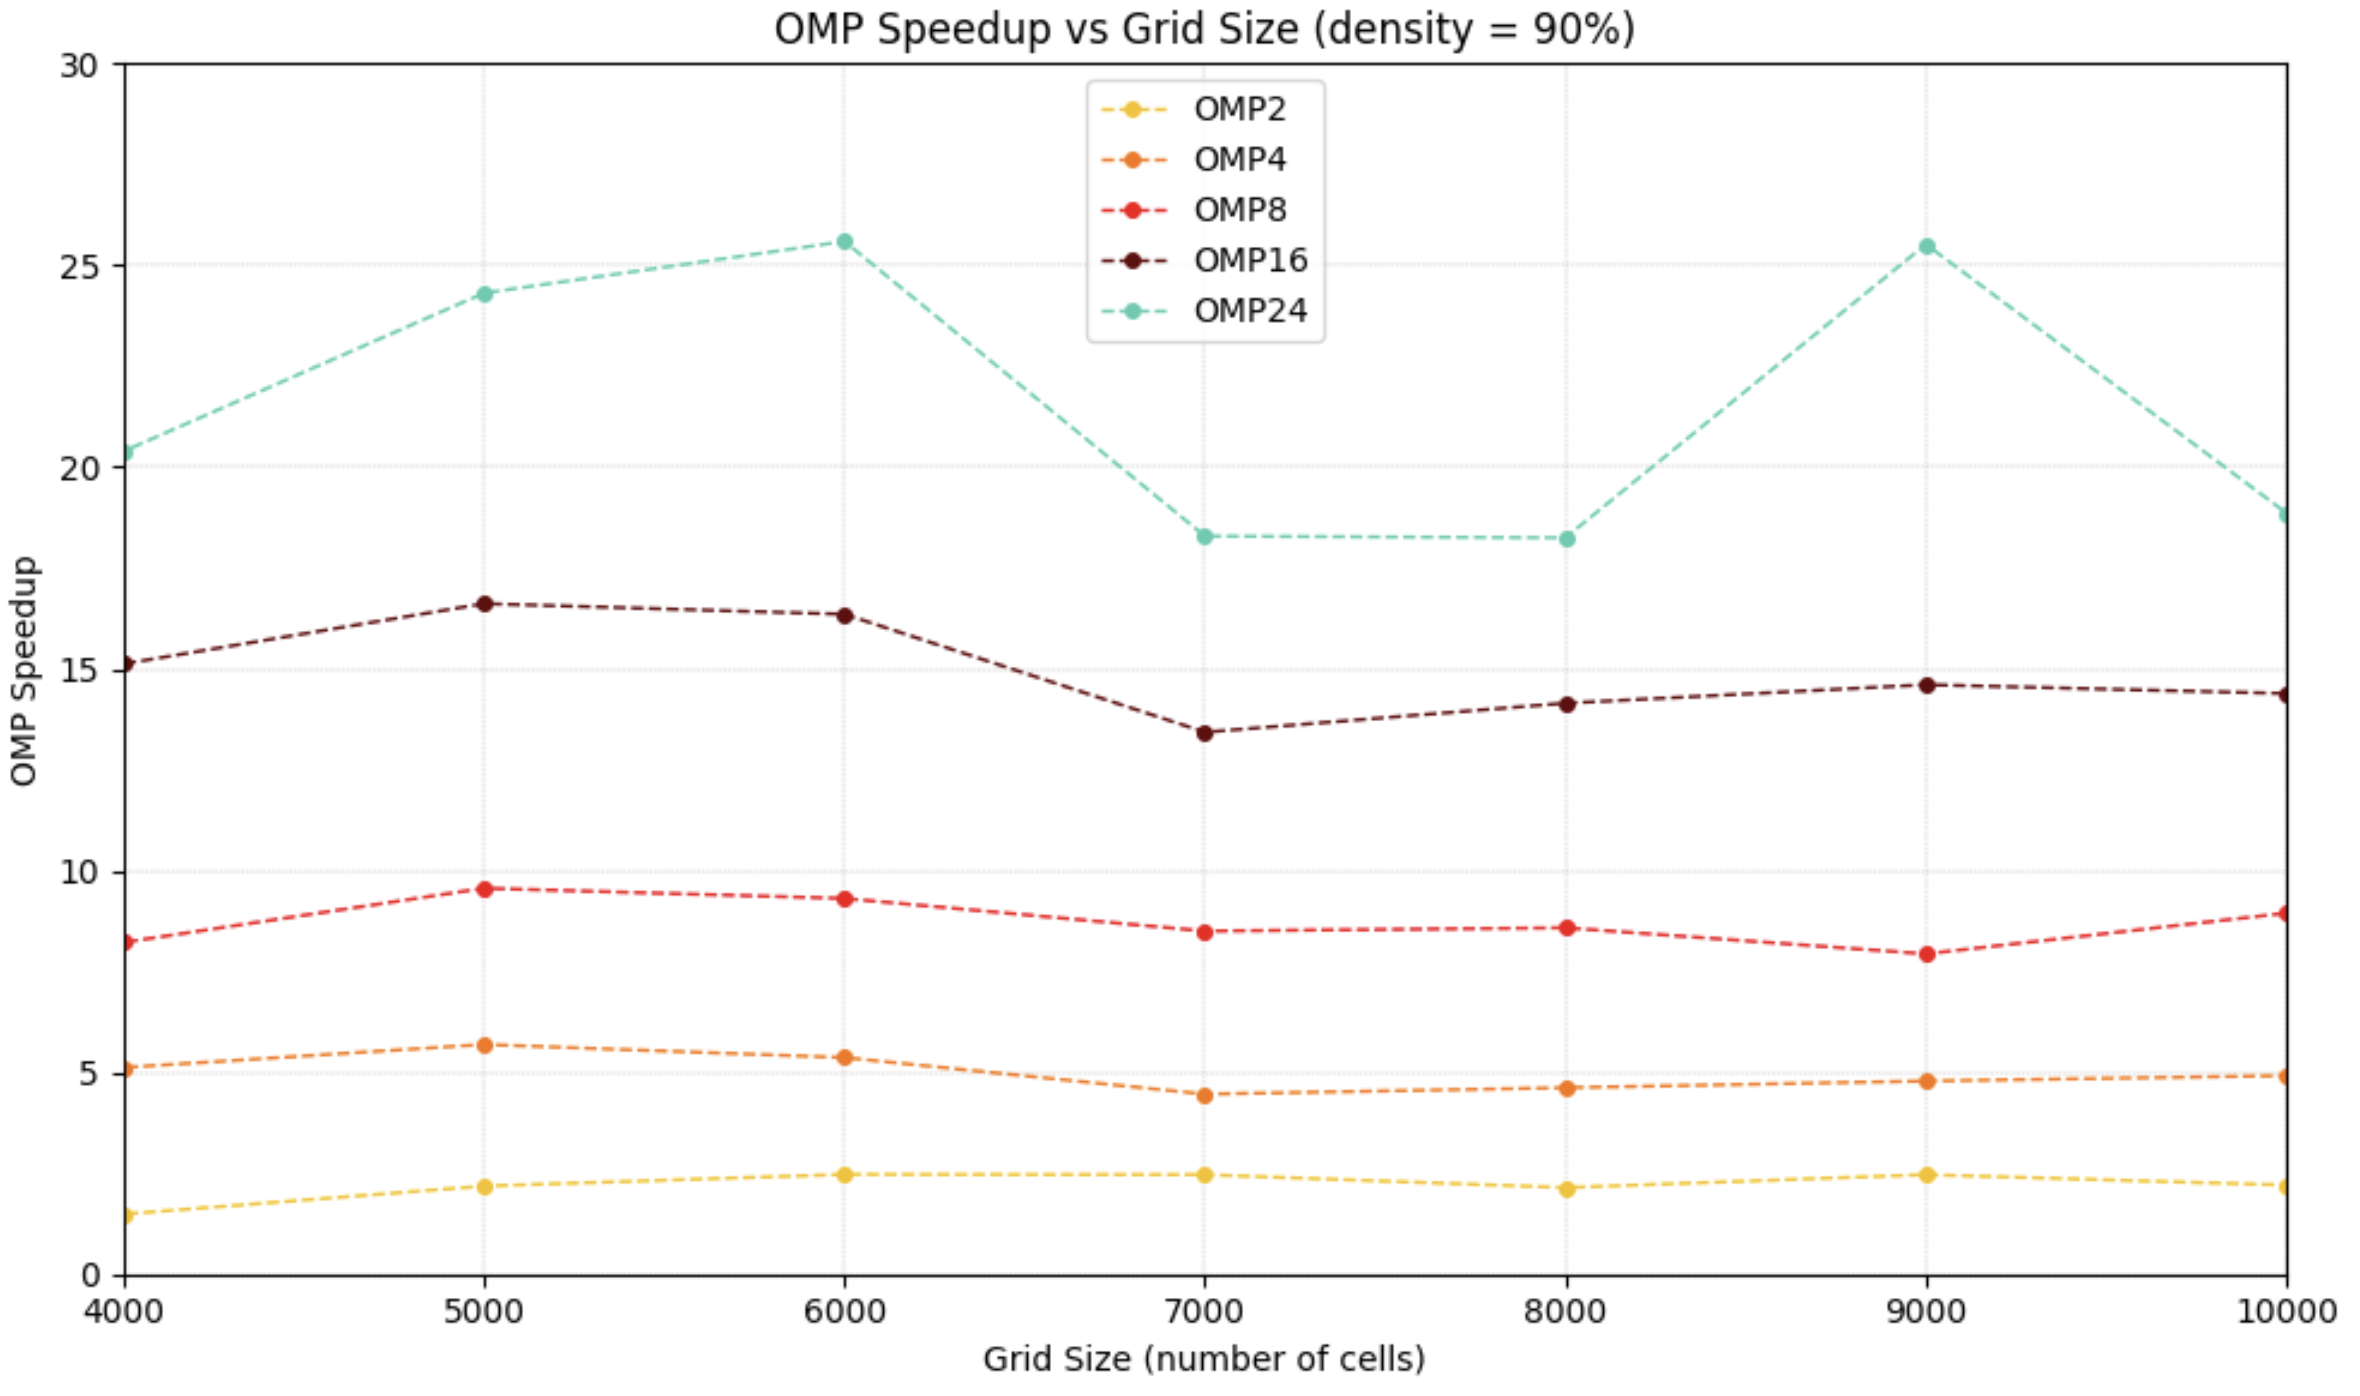 OMP Speedup vs Grid Size (density = 90%)
30
25
20
15
10
5
0
OMP Speedup
OMP2
OMP4
OMP8
OMP16
OMP24
4000 5000 6000 7000 8000 9000 10000
Grid Size (number of cells)